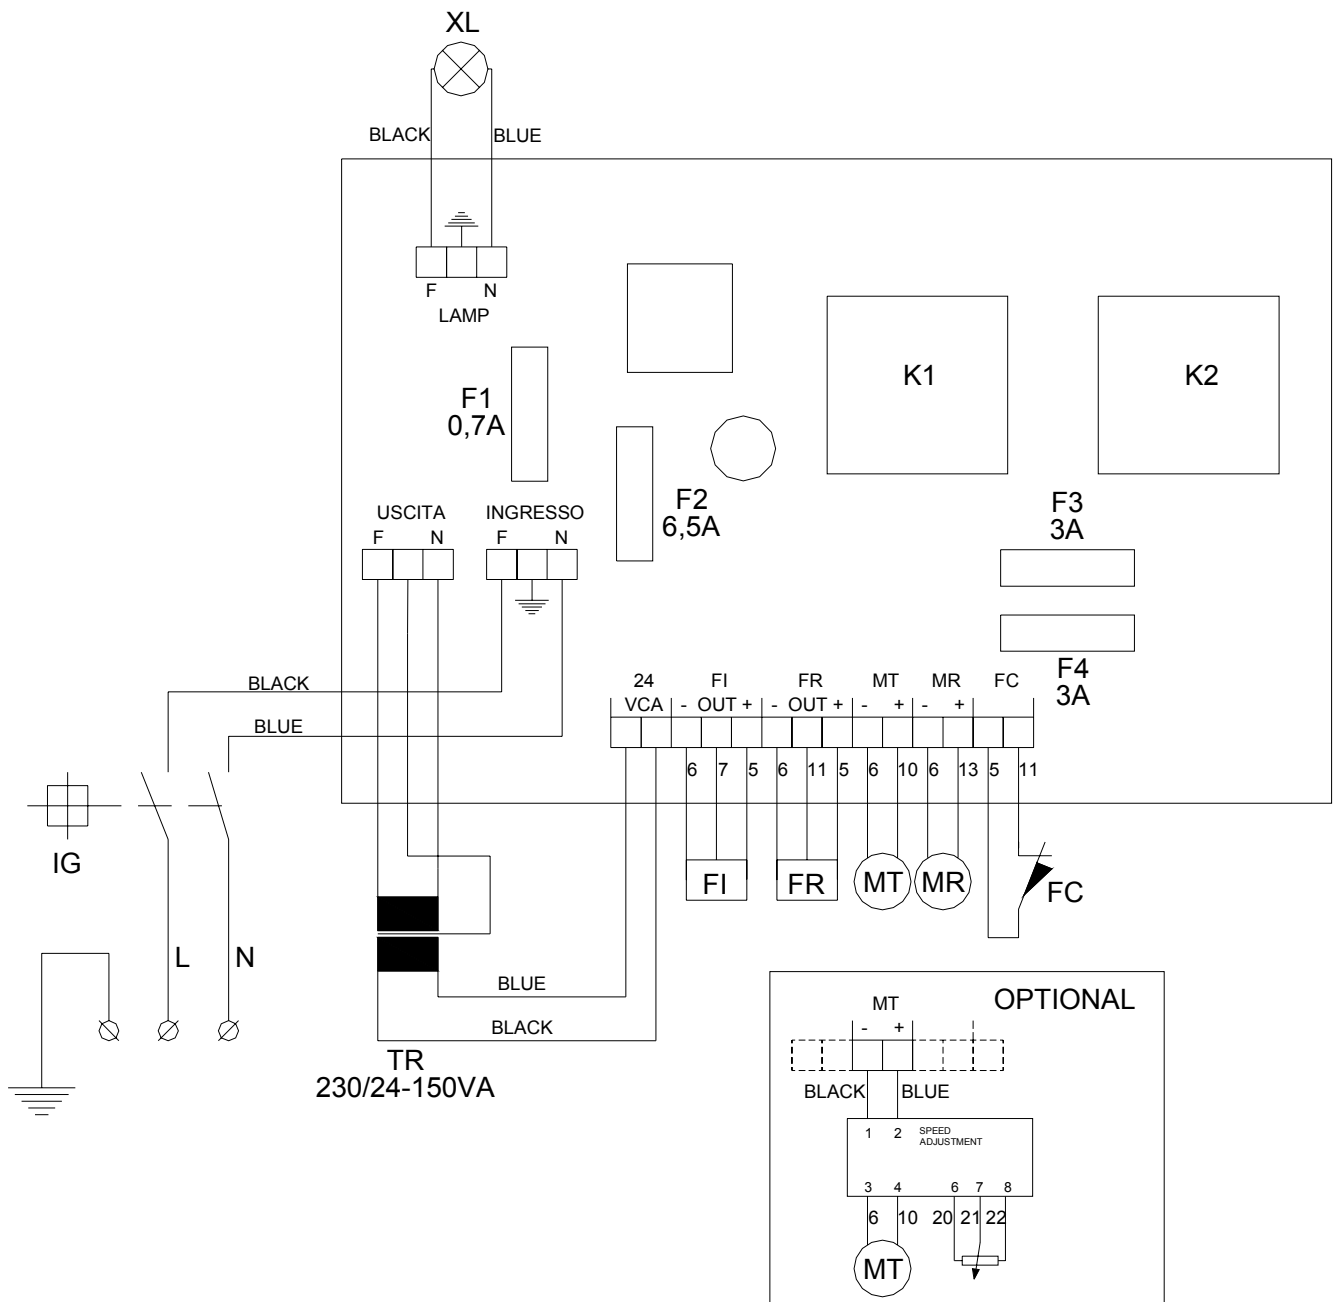 XL
BLACK BLUE
F N
LAMP
K1 K2
F1
0,7A
F2
6,5A
F3
3A
USCITA INGRESSO
F N F N
F4
3A
24 FI FR MT MR FC
VCA - OUT + - OUT + - + - +
BLACK
BLUE
6 7 5 6 11 5 6 10 6 13 5 11
IG
FI FR MT MR FC
L N
BLUE
BLACK
TR
230/24-150VA
OPTIONAL
MT
- +
BLACK BLUE
1 2 SPEED
ADJUSTMENT
3 4 6 7 8
6 10 20 21 22
MT